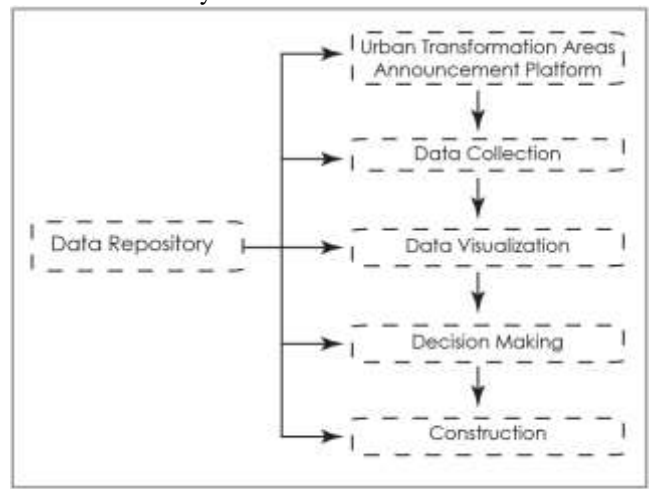 Urban Transformation Areas
Announcement Platform
Data Collection
Data Repository
Data Visualization
Decision Making
Construction